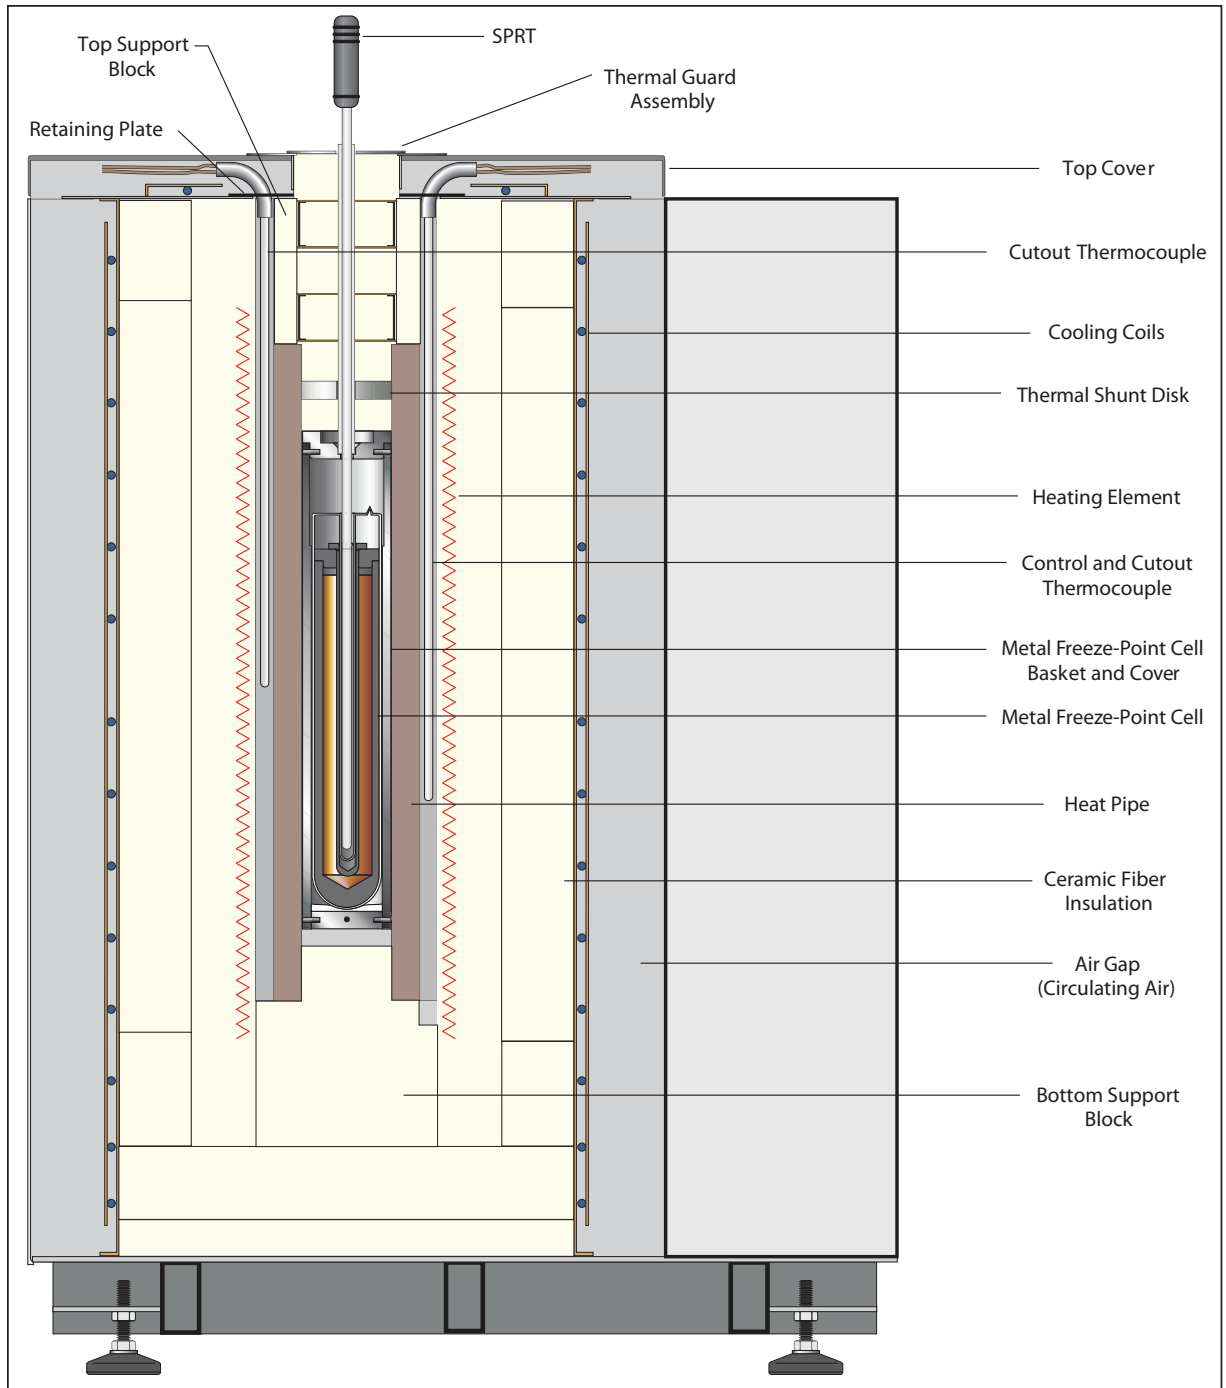 SPRT
Top Support
Block
Thermal Guard
Assembly
Retaining Plate
Top Cover
Cutout Thermocouple
Cooling Coils
Thermal Shunt Disk
Heating Element
Control and Cutout
Thermocouple
Metal Freeze-Point Cell
Basket and Cover
Metal Freeze-Point Cell
Heat Pipe
Ceramic Fiber
Insulation
Air Gap
(Circulating Air)
Bottom Support
Block